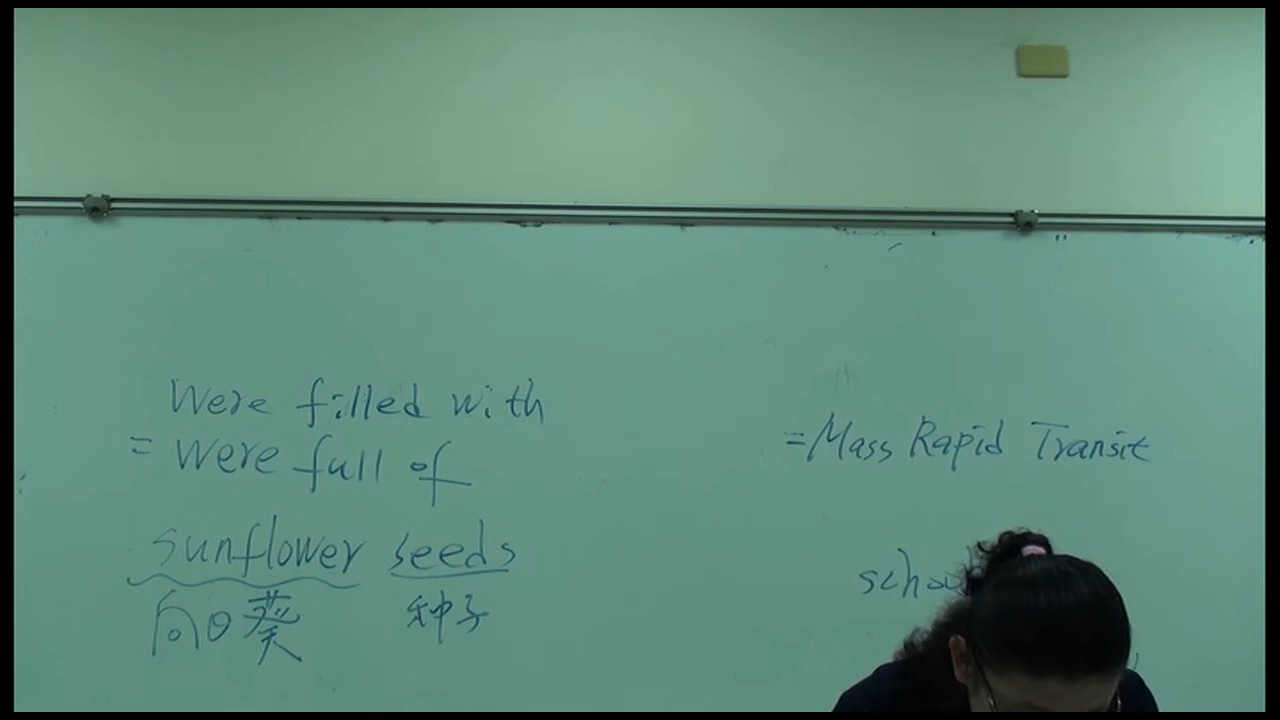 Were filled with
= were full of
sunflower seeds
向日葵 种子
=Mass Rapid Transit